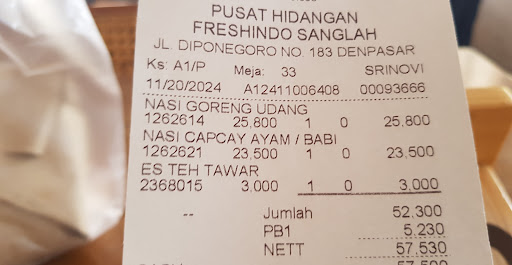 PUSAT HIDANGAN
FRESHINDO SANGLAH
JL. DIPONEGORO NO. 183 DENPASAR
Ks: A1/P Meja: 33 SRINOVI
11/20/2024 A12411006408 00093666
NASI GORENG UDANG
1262614 25,800 1 0 25,800
NASI CAPCAY AYAM / BABI
1262621 23,500 1 0 23,500
ES TEH TAWAR
2368015 3,000 1 0 3,000
-- Jumlah 52,300
PB1 5,230
NETT 57,530